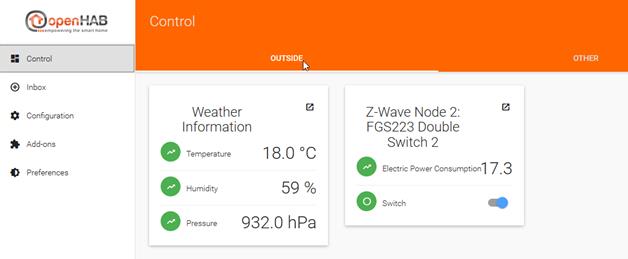 openHAB
empowering the smart home
Control
Inbox
Configuration
Add-ons
Preferences
Control
OUTSIDE
OTHER
Weather
Information
Temperature 18.0 °C
Humidity 59 %
Pressure 932.0 hPa
Z-Wave Node 2:
FGS223 Double
Switch 2
Electric Power Consumption 17.3
Switch